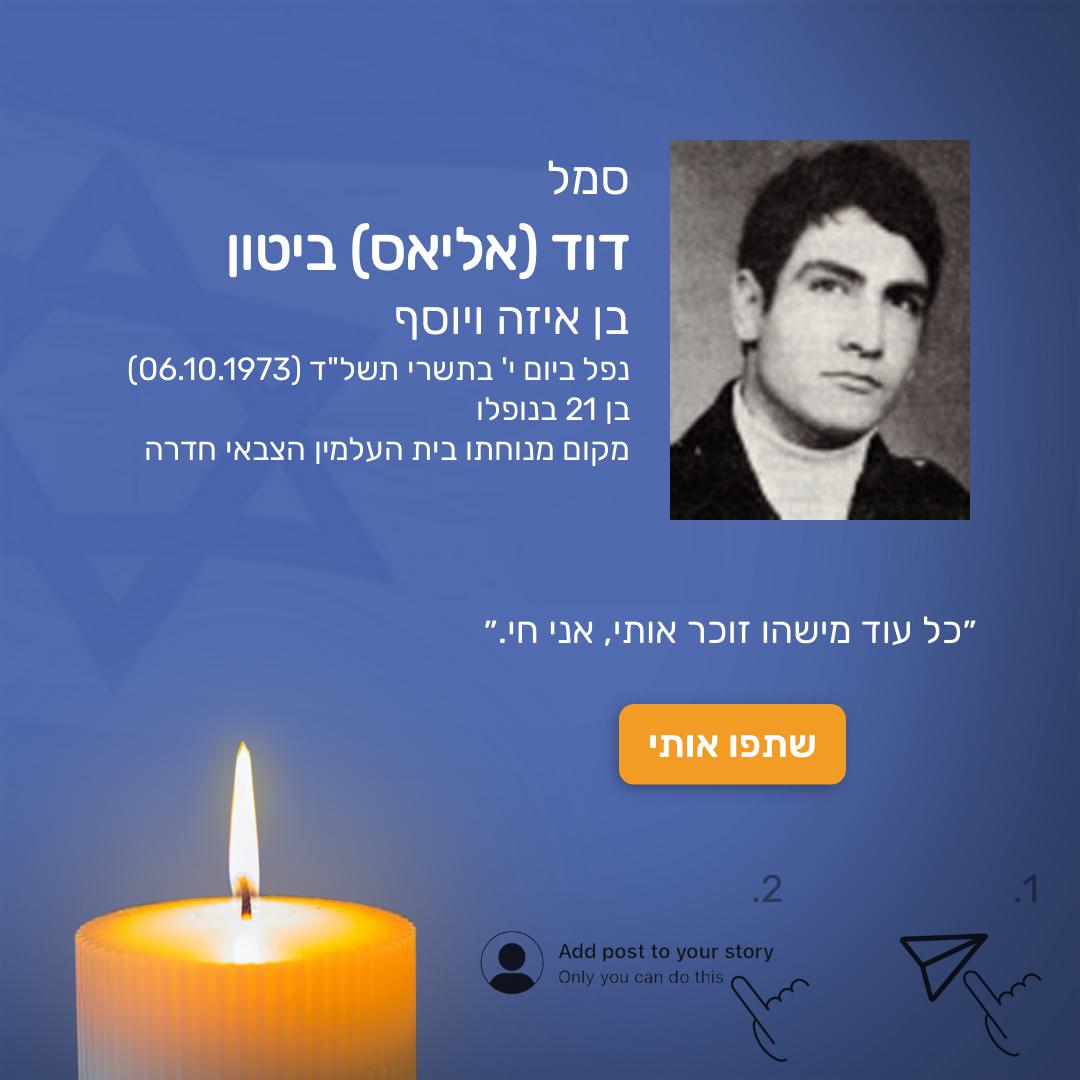 סמל
דוד (אליאס) ביטון
בן איזה ויוסף
נפל ביום י' בתשרי תשל"ד (06.10.1973)
בן 21 בנופלו
מקום מנוחתו בית העלמין הצבאי חדרה
״כל עוד מישהו זוכר אותי, אני חי.״
שתפו אותי
.1
.2
Add post to your story
Only you can do this